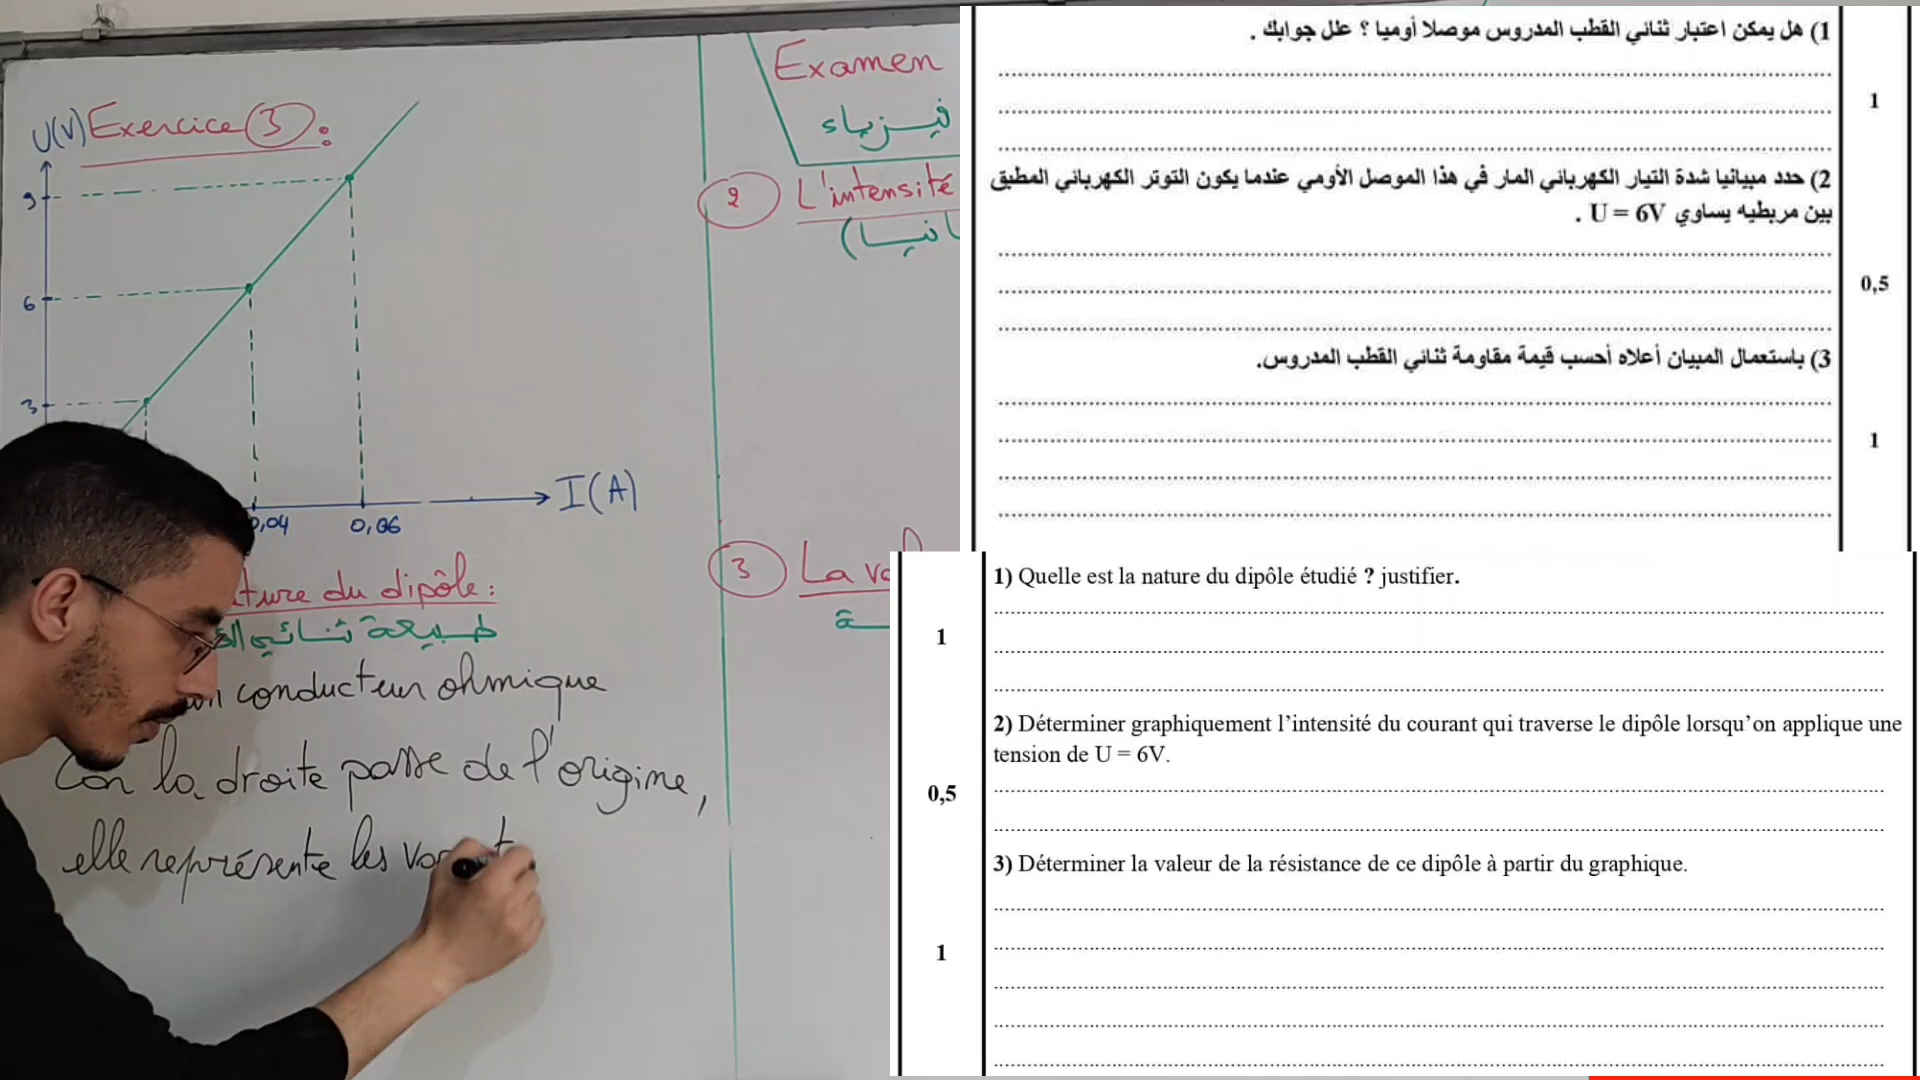 U(V) Exercice 3 :
9
6
3
0,04
0,06
I(A)
ture du dipôle :
طبيعة ثنائي
un conducteur ohmique
Car la droite passe de l'origine,
elle représente les
Examen
فيزياء
2 L'intensité
3 La
1) هل يمكن اعتبار ثنائي القطب المدروس موصلا أوميا ؟ علل جوابك .
1
2) حدد مبيانيا شدة التيار الكهربائي المار في هذا الموصل الأومي عندما يكون التوتر الكهربائي المطبق
بين مربطيه يساوي U = 6V .
0,5
3) باستعمال المبيان أعلاه أحسب قيمة مقاومة ثنائي القطب المدروس.
1
1) Quelle est la nature du dipôle étudié ? justifier.
1
2) Déterminer graphiquement l’intensité du courant qui traverse le dipôle lorsqu’on applique une
tension de U = 6V.
0,5
3) Déterminer la valeur de la résistance de ce dipôle à partir du graphique.
1